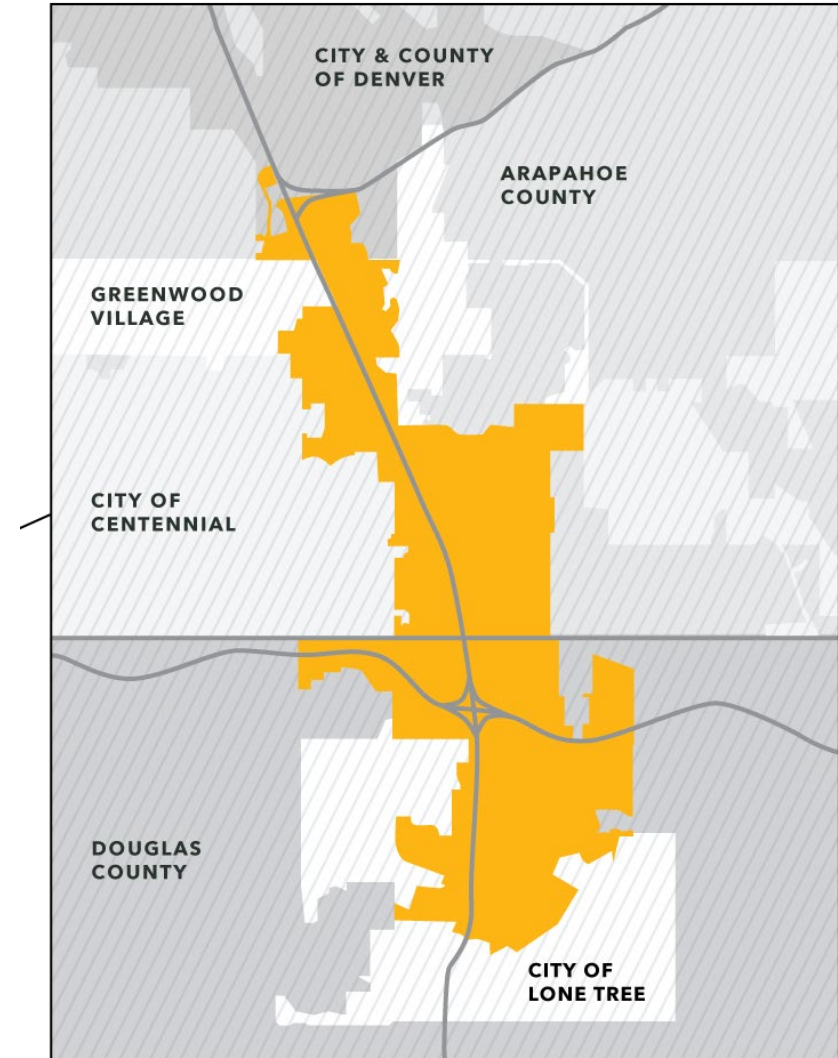 CITY & COUNTY
OF DENVER
ARAPAHOE
COUNTY
GREENWOOD
VILLAGE
CITY OF
CENTENNIAL
DOUGLAS
COUNTY
CITY OF
LONE TREE